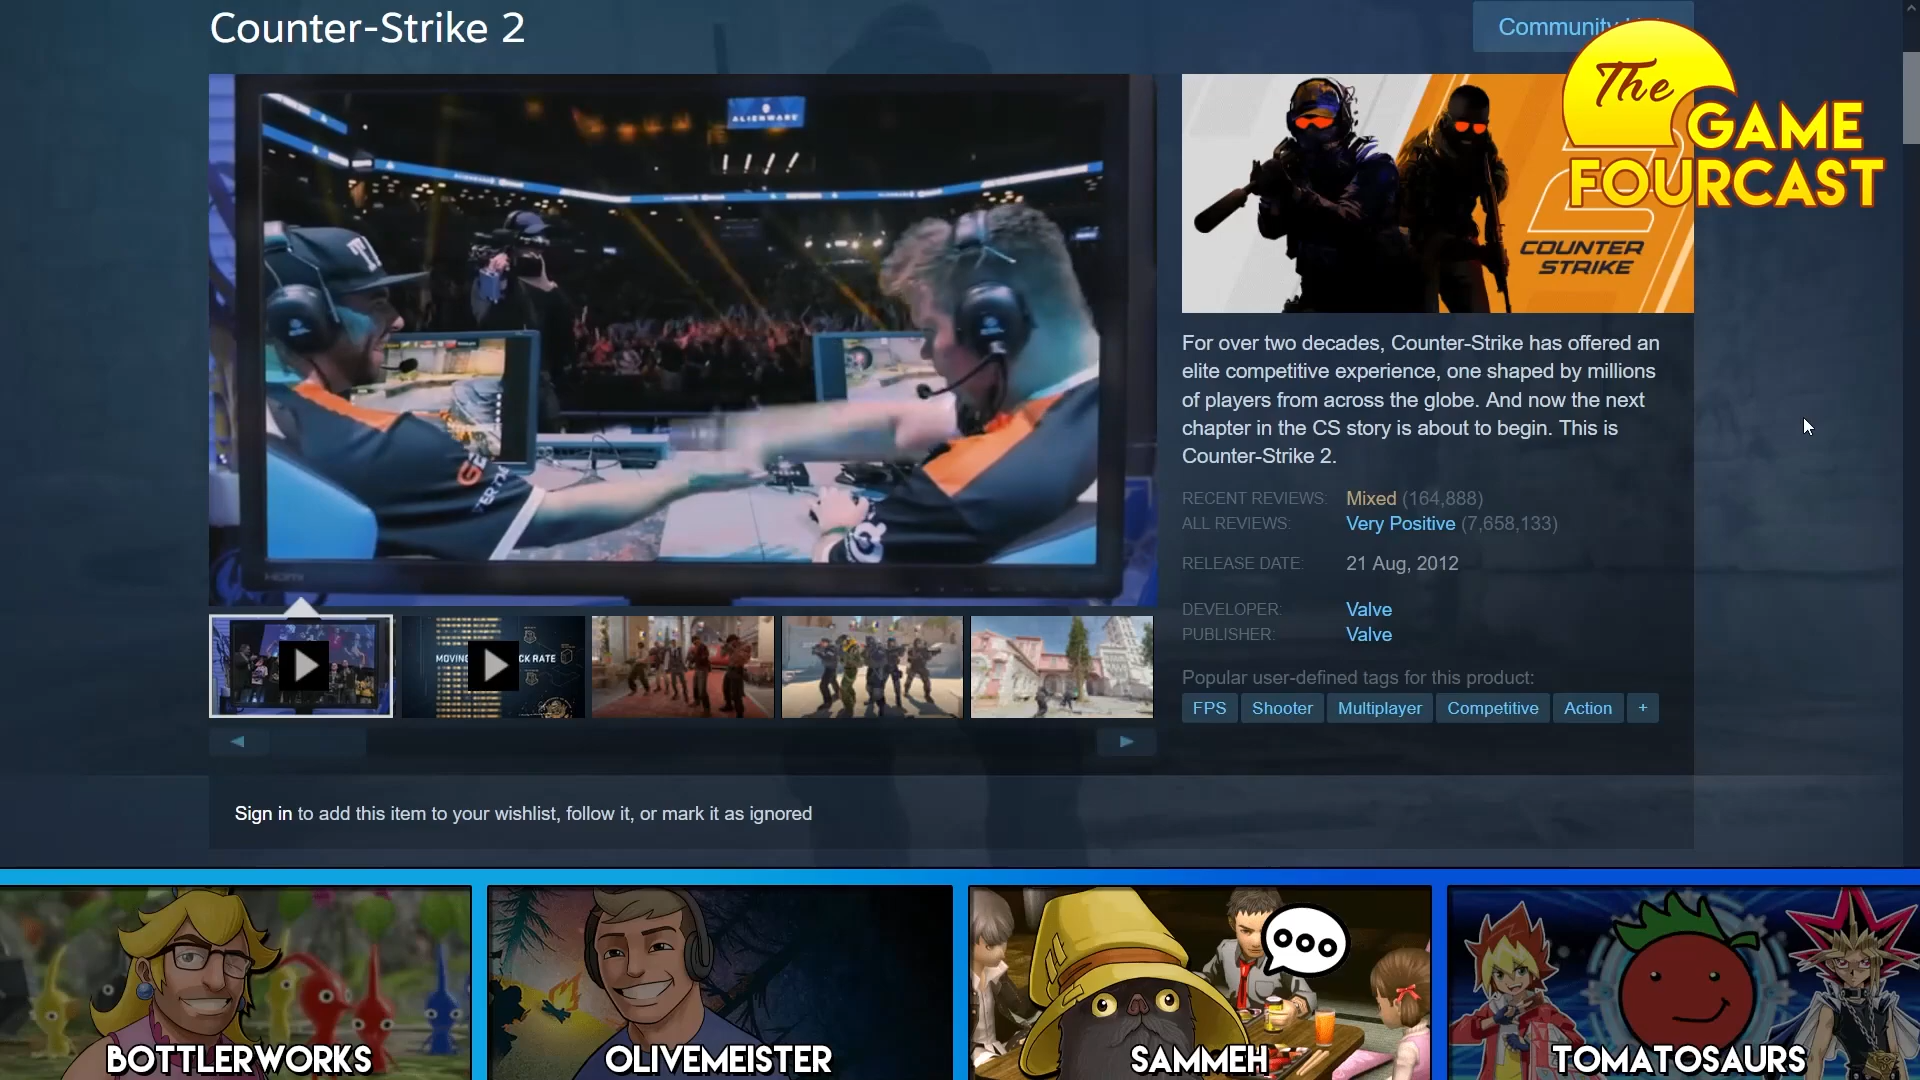 Counter-Strike 2
Community
The
GAME
FOURCAST
ALIENWARE
COUNTER
STRIKE
For over two decades, Counter-Strike has offered an
elite competitive experience, one shaped by millions
of players from across the globe. And now the next
chapter in the CS story is about to begin. This is
Counter-Strike 2.
RECENT REVIEWS: Mixed (164,888)
ALL REVIEWS: Very Positive (7,658,133)
RELEASE DATE: 21 Aug, 2012
DEVELOPER: Valve
PUBLISHER: Valve
Popular user-defined tags for this product:
FPS Shooter Multiplayer Competitive Action +
Sign in to add this item to your wishlist, follow it, or mark it as ignored
BOTTLERWORKS
OLIVEMEISTER
SAMMEH
TOMATOSAURS